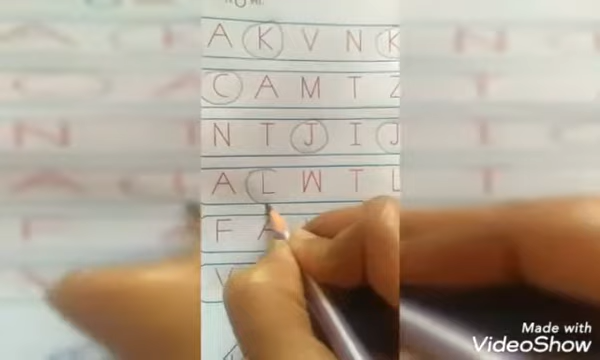 A K V N K
C A M T Z
N T J I J
A L W T L
F A
V
Made with
VideoShow